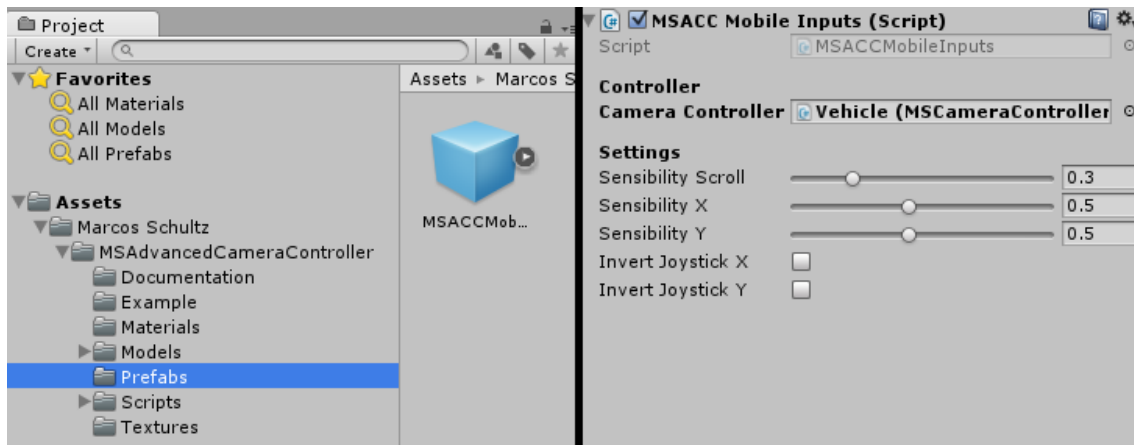 Project
Create
Favorites
All Materials
All Models
All Prefabs
Assets
Marcos Schultz
MSAdvancedCameraController
Documentation
Example
Materials
Models
Prefabs
Scripts
Textures
Assets Marcos S
MSACCMob...
MSACC Mobile Inputs (Script)
Script MSACCMobileInputs
Controller
Camera Controller Vehicle (MSCameraController
Settings
Sensibility Scroll 0.3
Sensibility X 0.5
Sensibility Y 0.5
Invert Joystick X
Invert Joystick Y